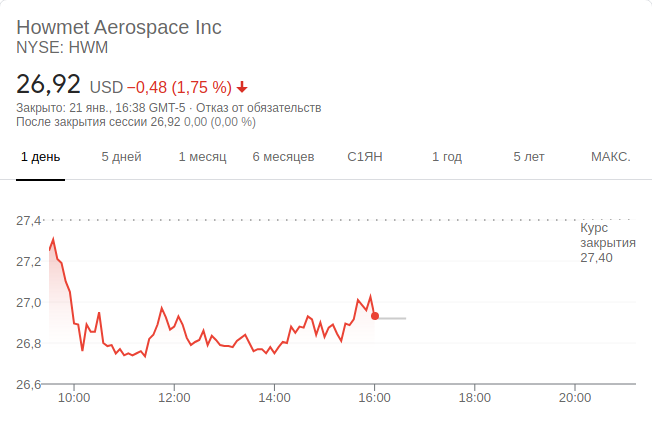 Howmet Aerospace Inc
NYSE: HWM
26,92 USD −0,48 (1,75 %)
Закрыто: 21 янв., 16:38 GMT-5 · Отказ от обязательств
После закрытия сессии 26,92 0,00 (0,00 %)
1 день 5 дней 1 месяц 6 месяцев С1ЯН 1 год 5 лет МАКС.
27,4
Курс
закрытия
27,40
27,2
27,0
26,8
26,6
10:00 12:00 14:00 16:00 18:00 20:00